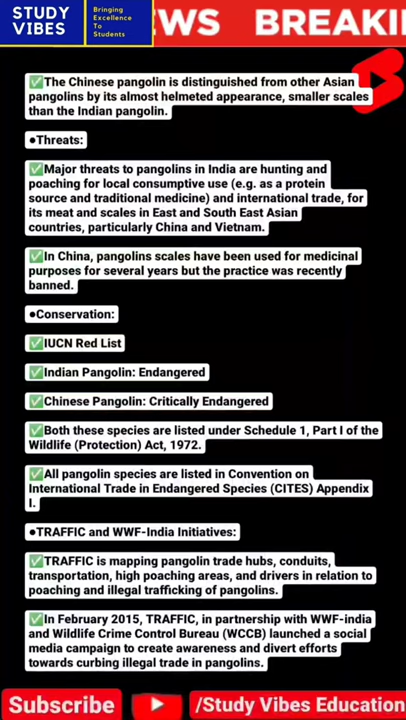 STUDY
VIBES
Bringing
Excellence
To
Students
WS BREAKI
✅The Chinese pangolin is distinguished from other Asian
pangolins by its almost helmeted appearance, smaller scales
than the Indian pangolin.
●Threats:
✅Major threats to pangolins in India are hunting and
poaching for local consumptive use (e.g. as a protein
source and traditional medicine) and international trade, for
its meat and scales in East and South East Asian
countries, particularly China and Vietnam.
✅In China, pangolins scales have been used for medicinal
purposes for several years but the practice was recently
banned.
●Conservation:
✅IUCN Red List
✅Indian Pangolin: Endangered
✅Chinese Pangolin: Critically Endangered
✅Both these species are listed under Schedule 1, Part I of the
Wildlife (Protection) Act, 1972.
✅All pangolin species are listed in Convention on
International Trade in Endangered Species (CITES) Appendix
I.
●TRAFFIC and WWF-India Initiatives:
✅TRAFFIC is mapping pangolin trade hubs, conduits,
transportation, high poaching areas, and drivers in relation to
poaching and illegal trafficking of pangolins.
✅In February 2015, TRAFFIC, in partnership with WWF-india
and Wildlife Crime Control Bureau (WCCB) launched a social
media campaign to create awareness and divert efforts
towards curbing illegal trade in pangolins.
Subscribe
/Study Vibes Education